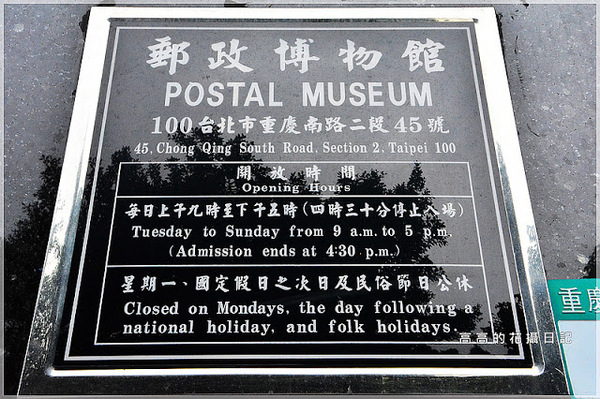 郵政博物館
POSTAL MUSEUM
100台北市重慶南路二段45號
45, Chong Qing South Road, Section 2, Taipei 100
開放時間
Opening Hours
每日上午九時至下午五時(四時三十分停止入場)
Tuesday to Sunday from 9 a.m. to 5 p.m.
(Admission ends at 4:30 p.m.)
星期一、國定假日之次日及民俗節日公休
Closed on Mondays, the day following a
national holiday, and folk holidays.
高高的花攝日記
重慶